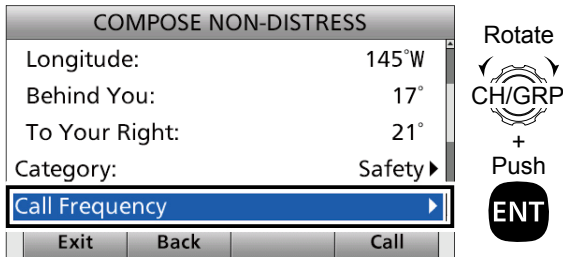 COMPOSE NON-DISTRESS
Longitude: 145°W
Behind You: 17°
To Your Right: 21°
Category: Safety
Call Frequency
Exit Back Call
Rotate
CH/GRP
+
Push
ENT